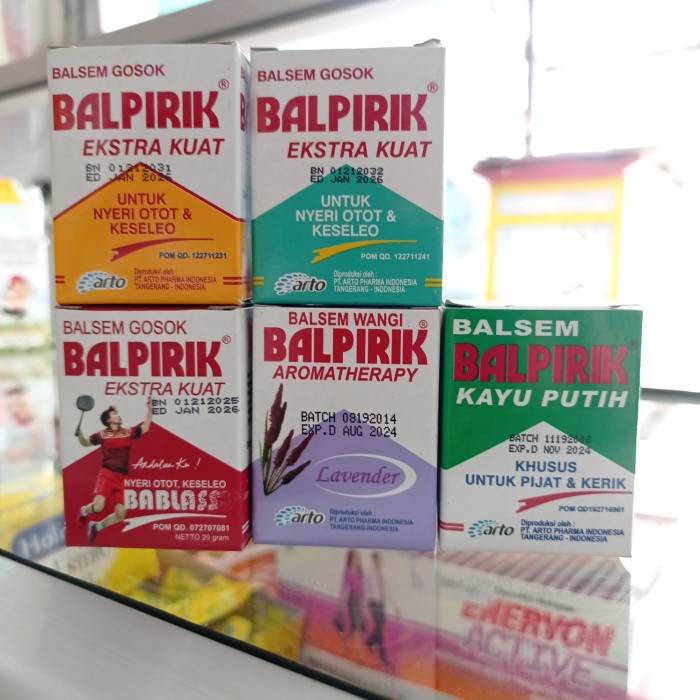 BALSEM GOSOK
BALPIRIK®
EKSTRA KUAT
BN 01212031
ED JAN 2026
UNTUK
NYERI OTOT &
KESELEO
POM QD. 122711231
arto
Diproduksi oleh :
PT. ARTO PHARMA INDONESIA
TANGERANG - INDONESIA
BALSEM GOSOK
BALPIRIK®
EKSTRA KUAT
BN 01212032
ED JAN 2026
UNTUK
NYERI OTOT &
KESELEO
POM QD. 122711241
arto
Diproduksi oleh :
PT. ARTO PHARMA INDONESIA
TANGERANG - INDONESIA
BALSEM GOSOK
BALPIRIK®
EKSTRA KUAT
BN 01212025
ED JAN 2026
Andalan Ku !
NYERI OTOT, KESELEO
BABLASS
POM QD. 072707081
NETTO 20 gram
BALSEM WANGI
BALPIRIK®
AROMATHERAPY
BATCH 08192014
EXP.D AUG 2024
Lavender
arto
Diproduksi oleh :
PT. ARTO PHARMA INDONESIA
TANGERANG-INDONESIA
BALSEM
BALPIRIK®
KAYU PUTIH
BATCH
EXP.D NOV 2024
KHUSUS
UNTUK PIJAT & KERIK
POM QD192716961
arto
Diproduksi oleh :
PT. ARTO PHARMA INDONESIA
TANGERANG-INDONESIA
ENERVON
ACTIVE